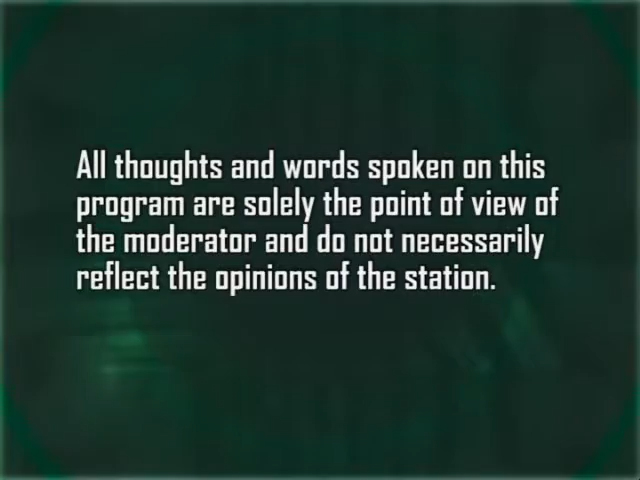 All thoughts and words spoken on this
program are solely the point of view of
the moderator and do not necessarily
reflect the opinions of the station.